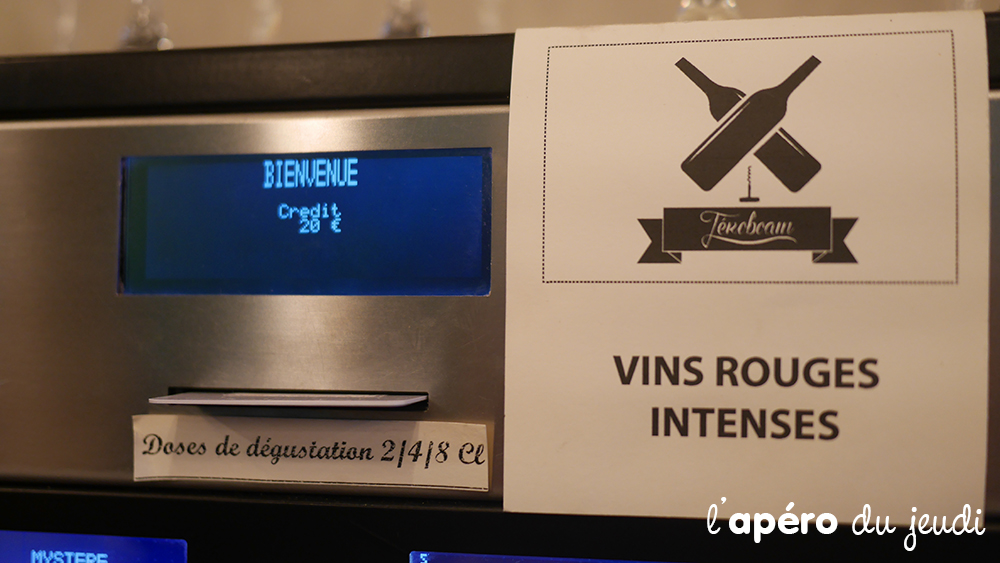 BIENVENUE
Credit
20 €
Jéroboam
VINS ROUGES
INTENSES
Doses de dégustation 2/4/8 Cl
MYSTERE
S
l'apéro du jeudi